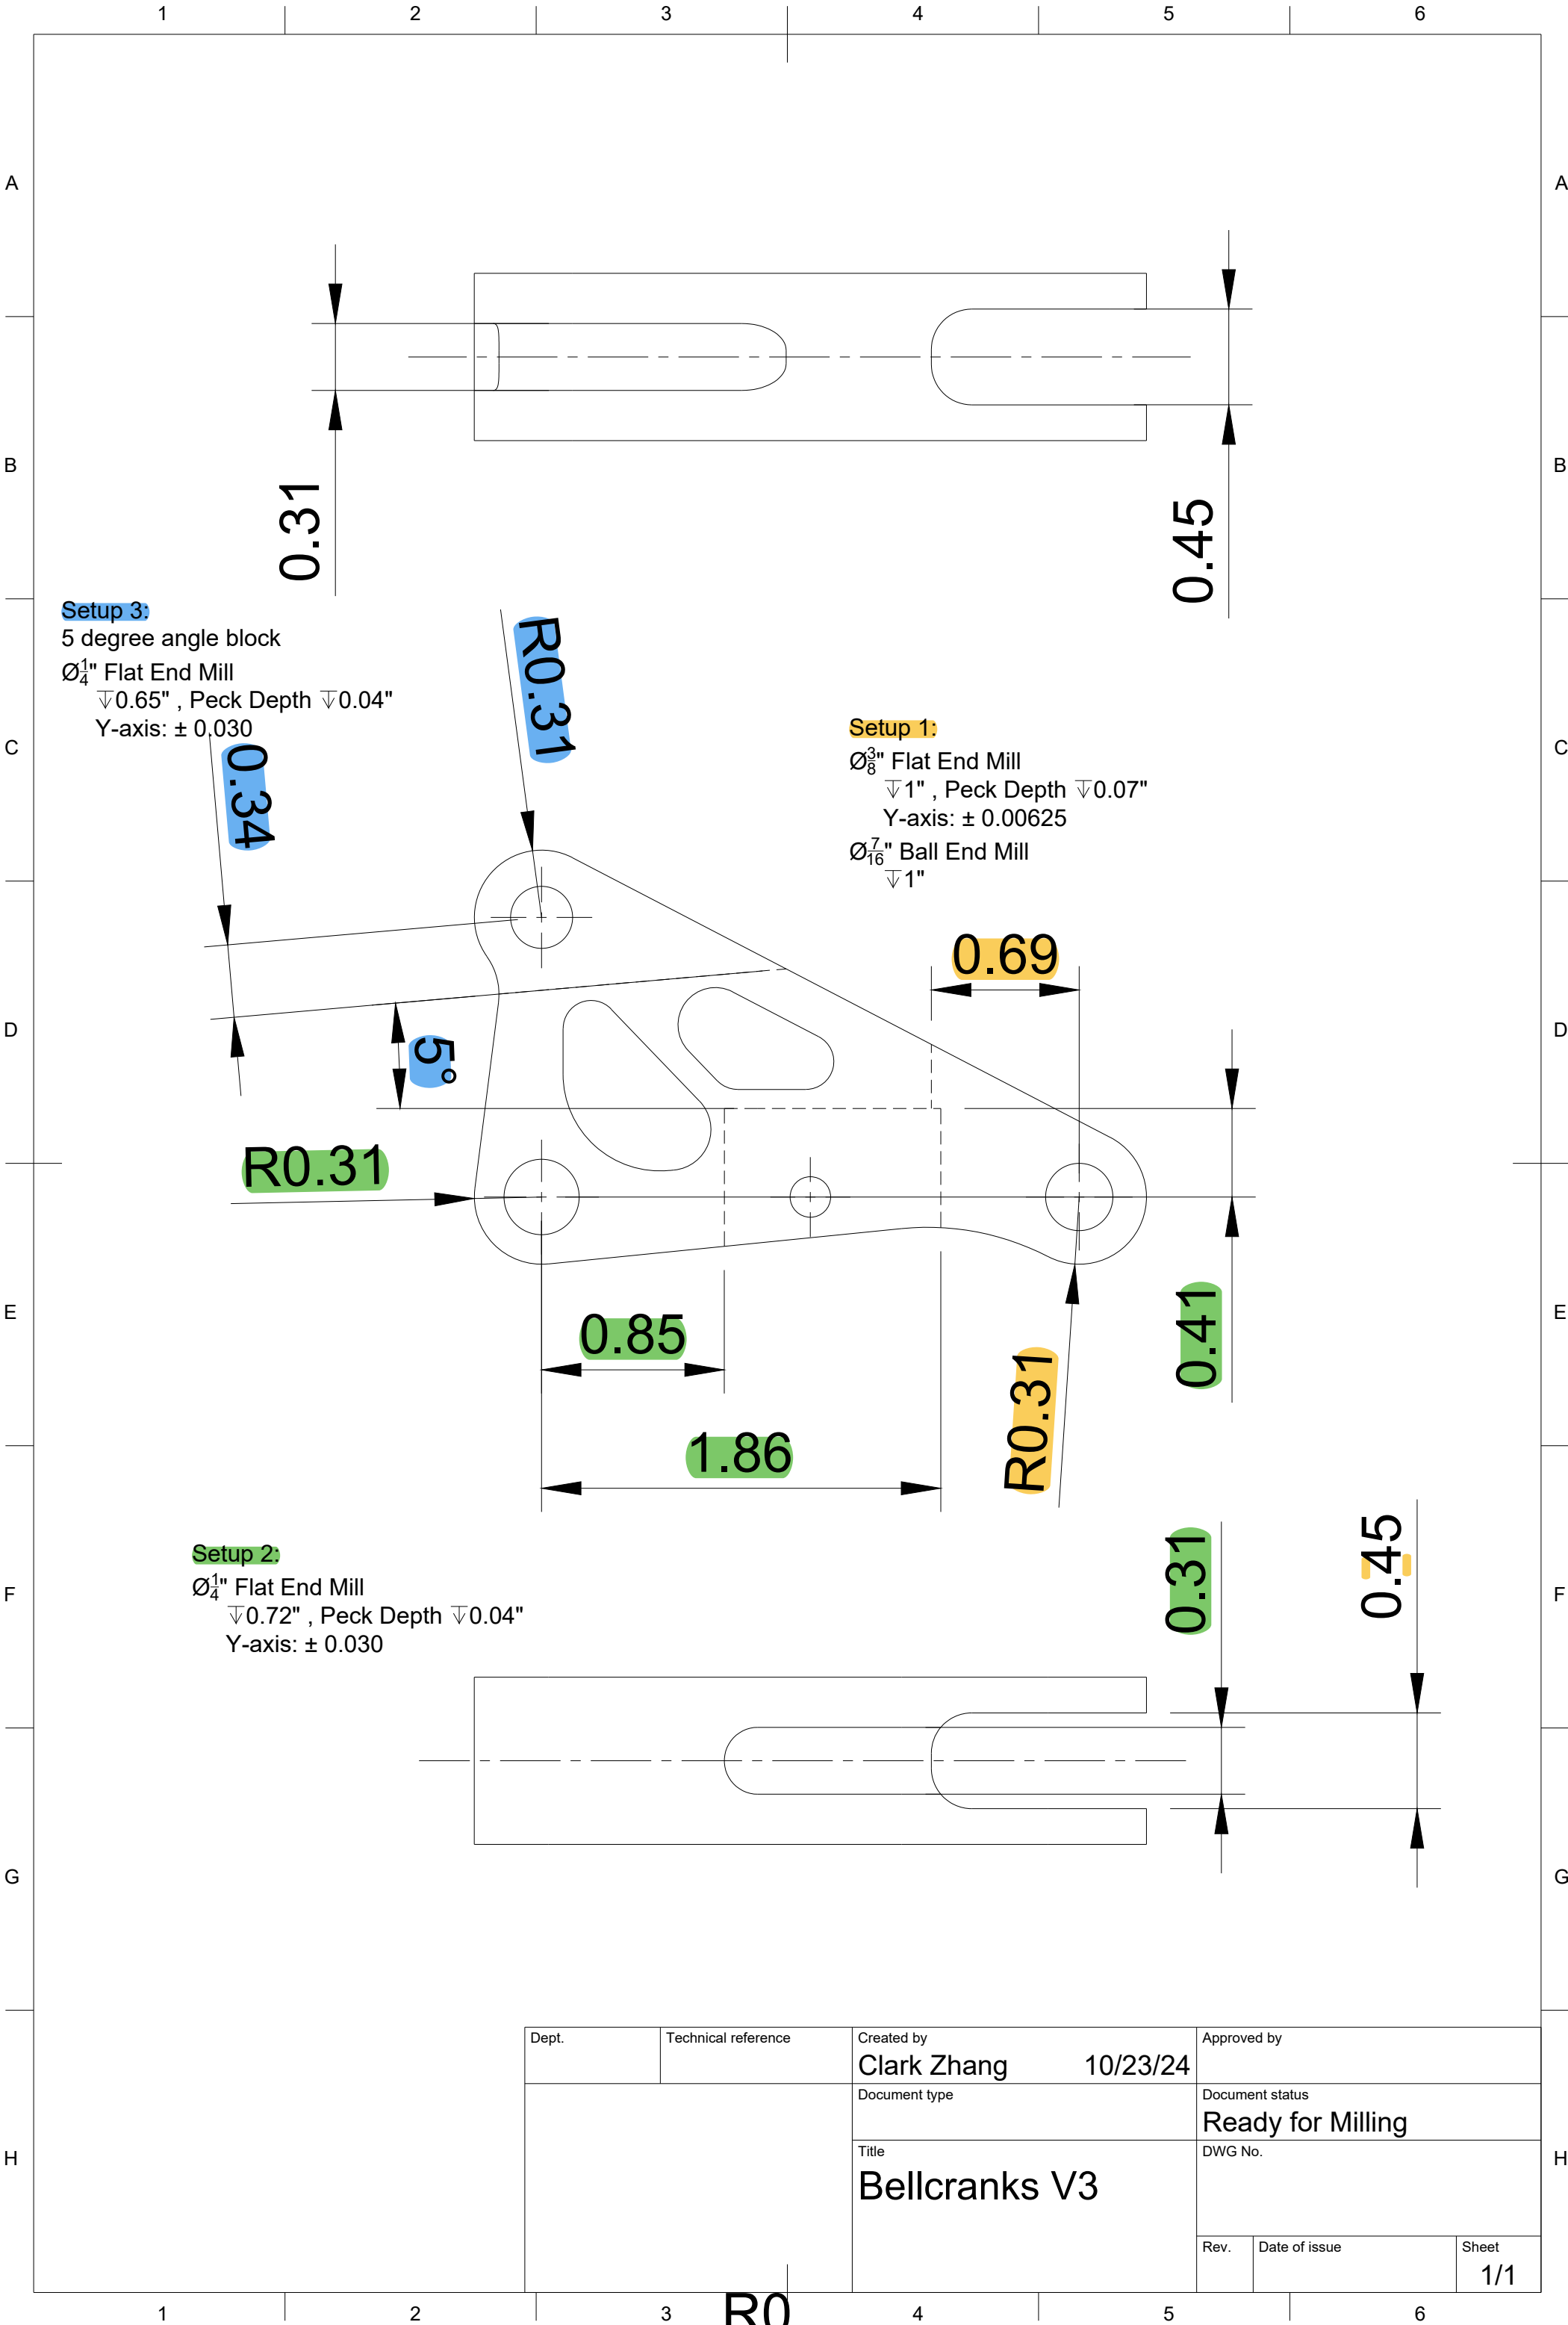 1 2 3 4 5 6
A A
B B
0.31
0.45
Setup 3:
5 degree angle block
Ø1/4" Flat End Mill
↧0.65" , Peck Depth ↧0.04"
Y-axis: ± 0.030
R0.31
0.34
Setup 1:
Ø3/8" Flat End Mill
↧1" , Peck Depth ↧0.07"
Y-axis: ± 0.00625
Ø7/16" Ball End Mill
↧1"
C C
0.69
D D
5°
R0.31
0.85
0.41
E E
R0.31
1.86
Setup 2:
Ø1/4" Flat End Mill
↧0.72" , Peck Depth ↧0.04"
Y-axis: ± 0.030
0.31
0.45
F F
G G
Dept.
Technical reference
Created by
Clark Zhang 10/23/24
Approved by
Document type
Document status
Ready for Milling
H H
Title
Bellcranks V3
DWG No.
Rev.
Date of issue
Sheet
1/1
1 2 3 4 5 6
R0